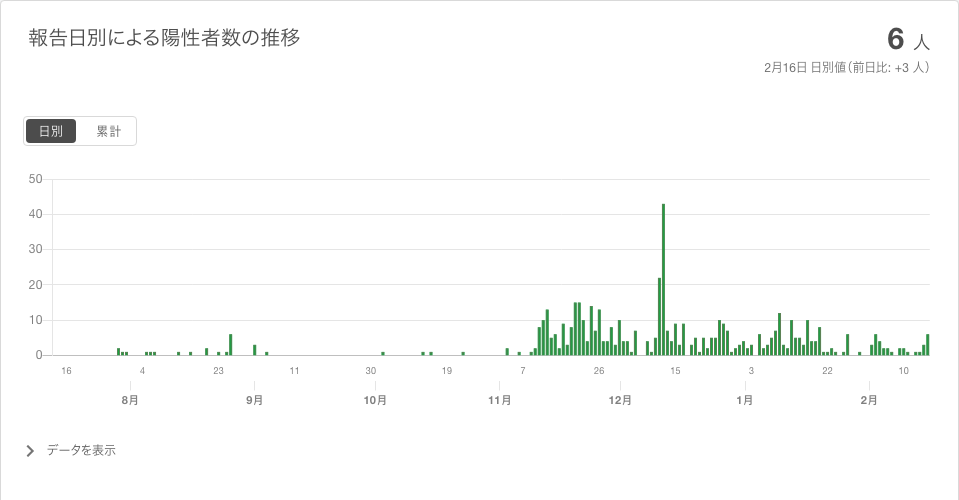 報告日別による陽性者数の推移
6 人
2月16日 日別値(前日比: +3 人)
日別 累計
50
40
30
20
10
0
16 4 23 11 30 19 7 26 15 3 22 10
8月 9月 10月 11月 12月 1月 2月
データを表示